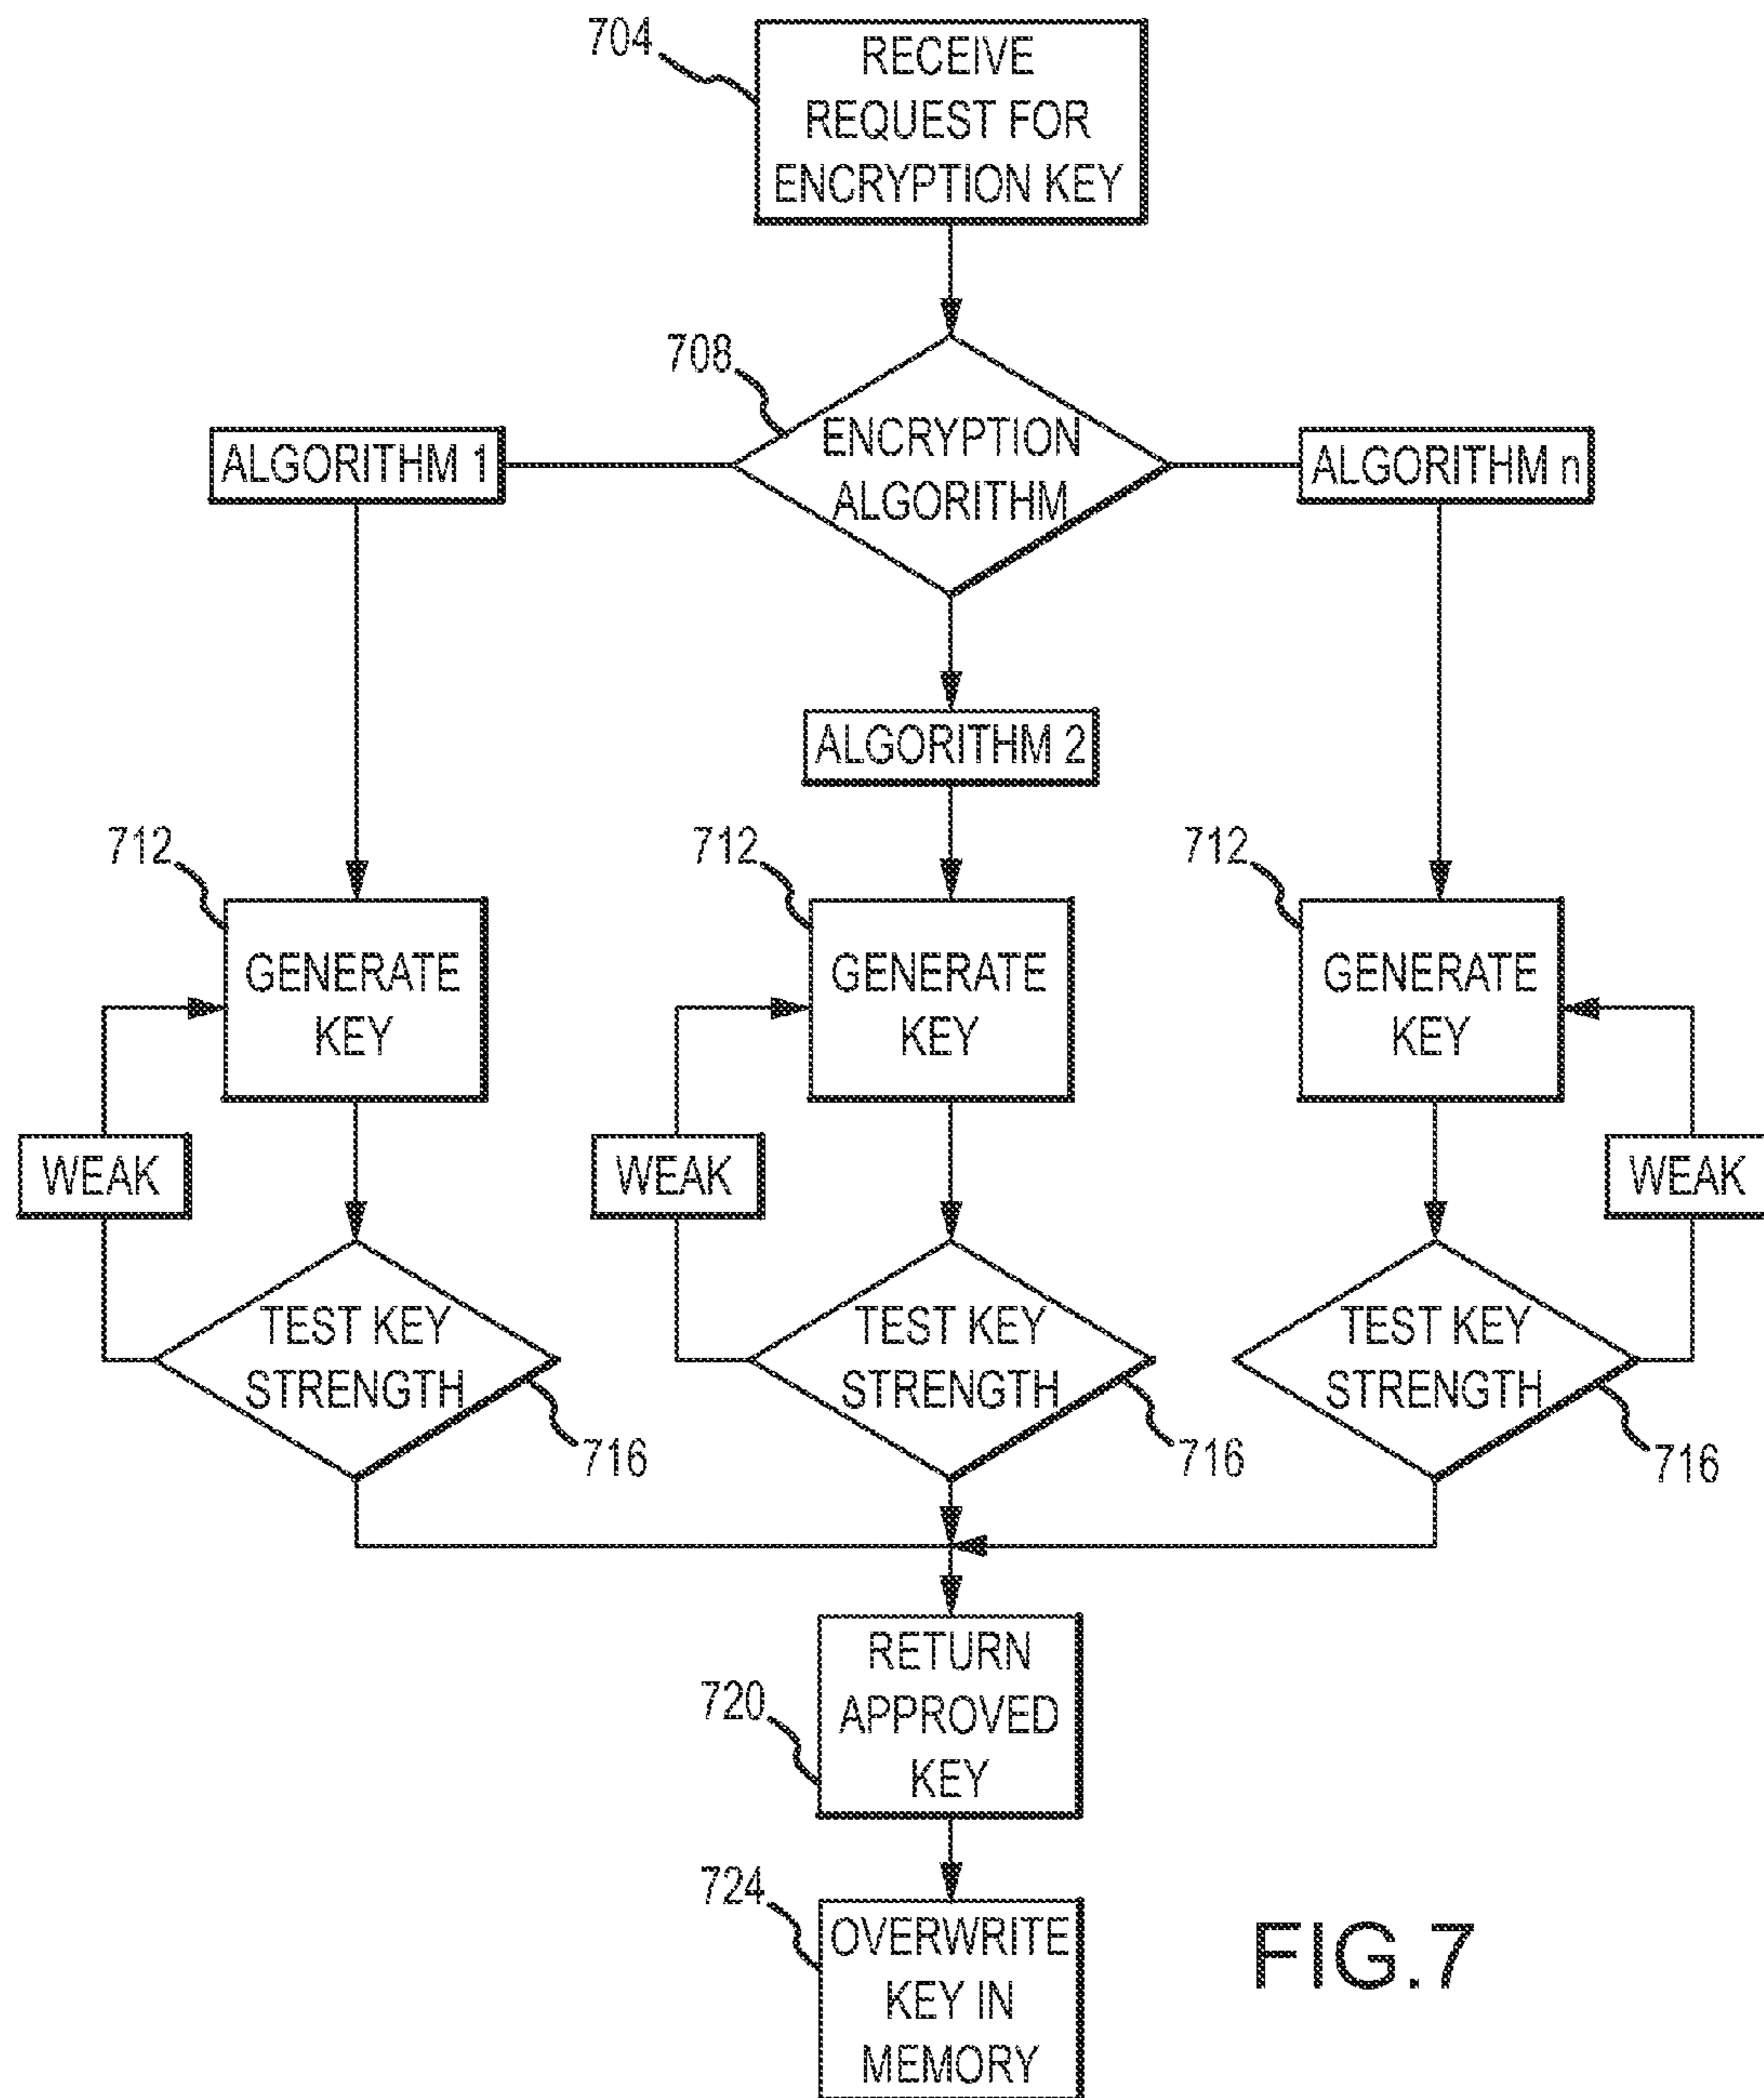 704
RECEIVE
REQUEST FOR
ENCRYPTION KEY
708
ENCRYPTION
ALGORITHM
ALGORITHM 1
ALGORITHM n
ALGORITHM 2
712
GENERATE
KEY
712
GENERATE
KEY
712
GENERATE
KEY
WEAK
WEAK
WEAK
TEST KEY
STRENGTH
716
TEST KEY
STRENGTH
716
TEST KEY
STRENGTH
716
RETURN
APPROVED
KEY
720
724
OVERWRITE
KEY IN
MEMORY
FIG.7